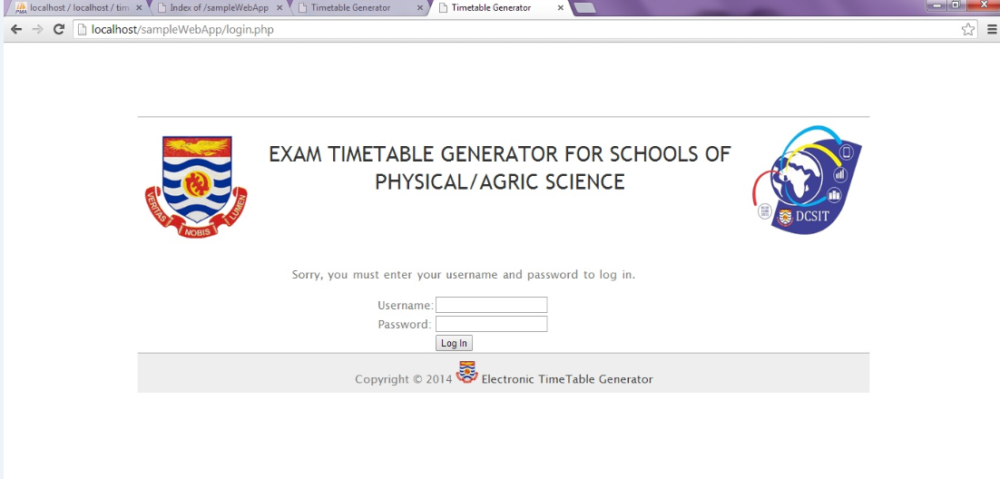 localhost / localhost / tim
Index of /sampleWebApp
Timetable Generator
Timetable Generator
PMA
localhost/sampleWebApp/login.php
EXAM TIMETABLE GENERATOR FOR SCHOOLS OF
PHYSICAL/AGRIC SCIENCE
VERITAS
NOBIS
LUMEN
DCSIT
Sorry, you must enter your username and password to log in.
Username:
Password:
Log In
Copyright © 2014 Electronic TimeTable Generator